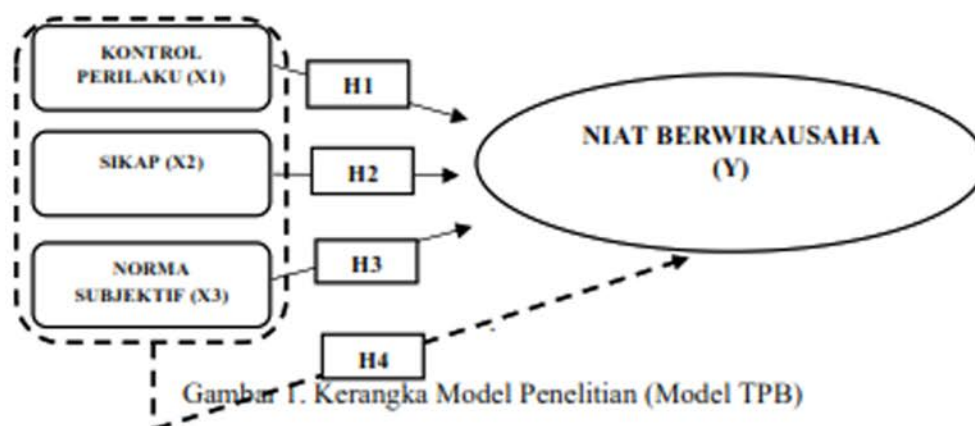 KONTROL
PERILAKU (X1)
H1
SIKAP (X2)
H2
NIAT BERWIRAUSAHA
(Y)
NORMA
SUBJEKTIF (X3)
H3
H4
Gambar 1. Kerangka Model Penelitian (Model TPB)